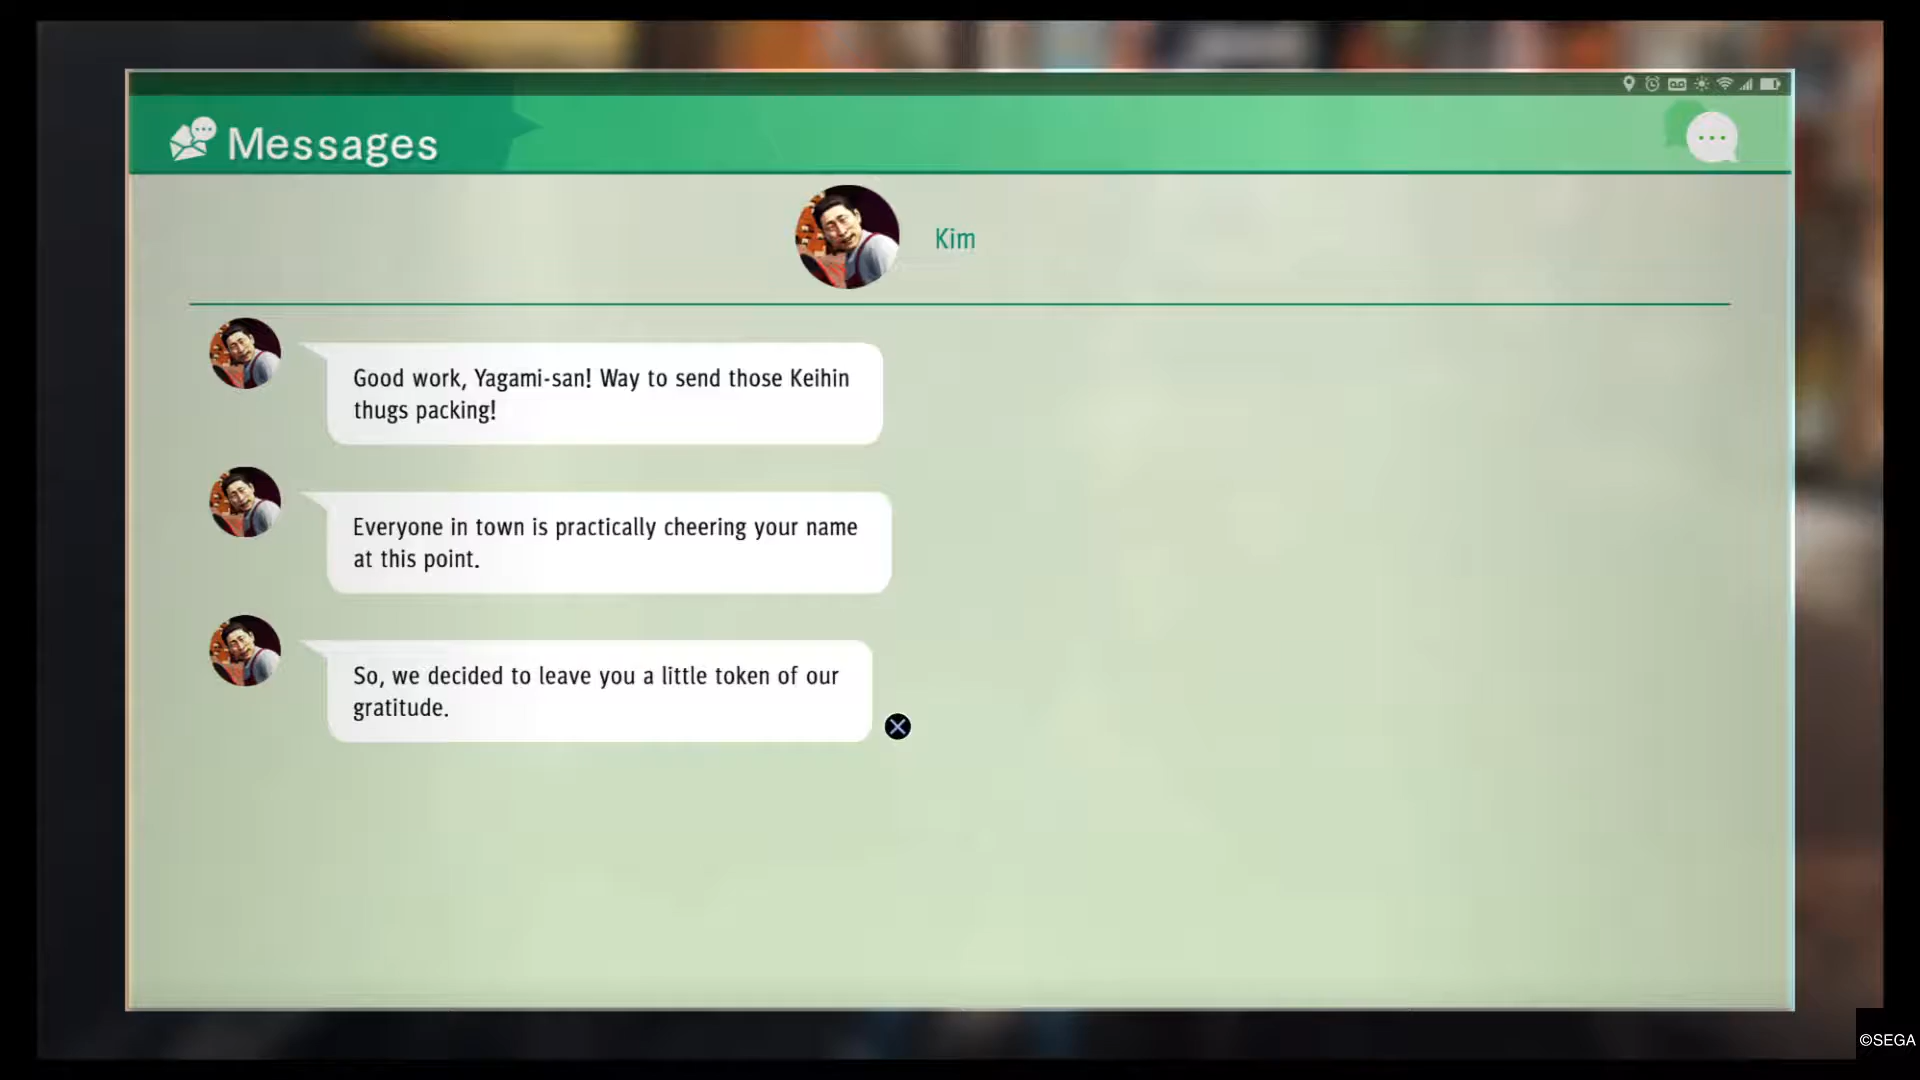 Messages
Kim
Good work, Yagami-san! Way to send those Keihin
thugs packing!
Everyone in town is practically cheering your name
at this point.
So, we decided to leave you a little token of our
gratitude.
©SEGA